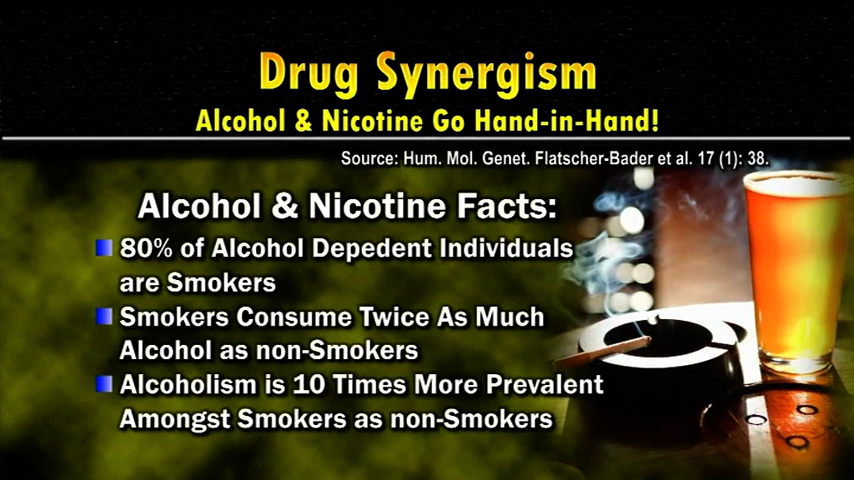 Drug Synergism
Alcohol & Nicotine Go Hand-in-Hand!
Source: Hum. Mol. Genet. Flatscher-Bader et al. 17 (1): 38.
Alcohol & Nicotine Facts:
80% of Alcohol Depedent Individuals
are Smokers
Smokers Consume Twice As Much
Alcohol as non-Smokers
Alcoholism is 10 Times More Prevalent
Amongst Smokers as non-Smokers